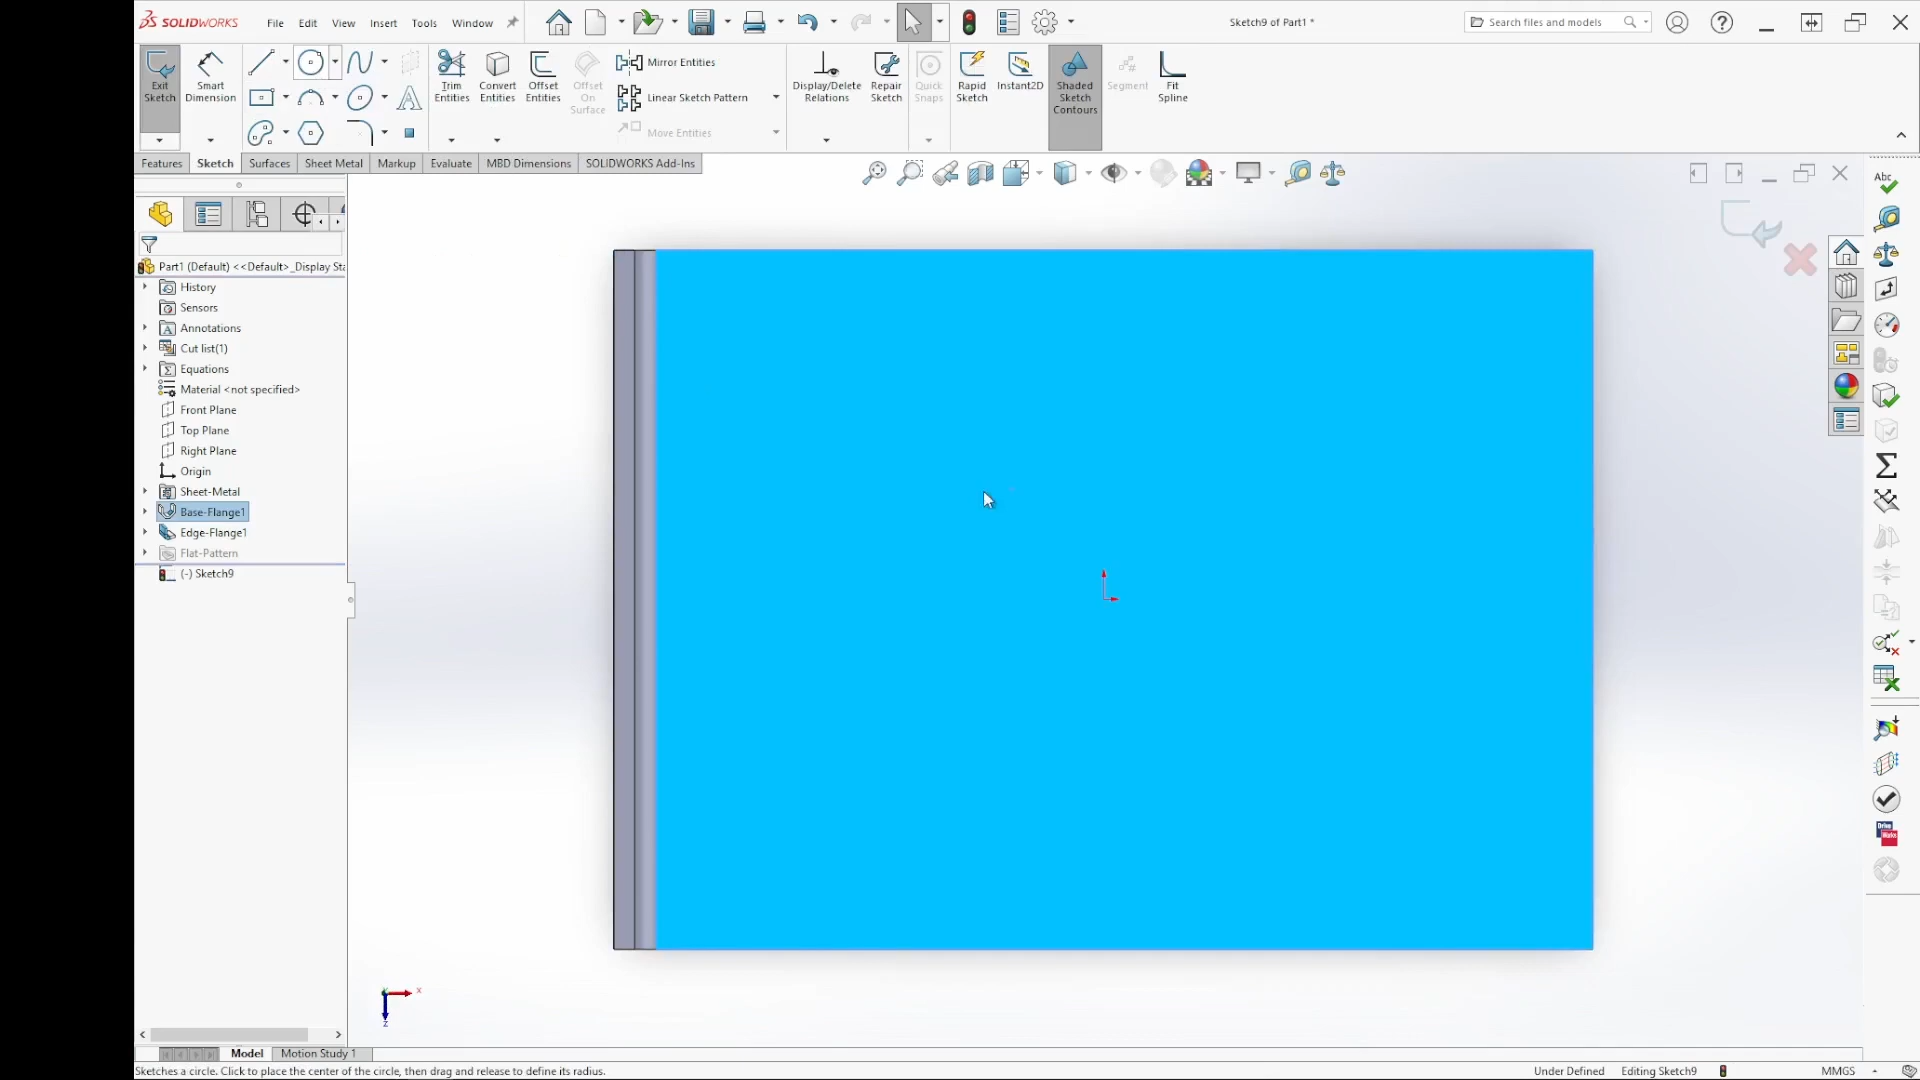 SOLIDWORKS File Edit View Insert Tools Window Sketch9 of Part1 * Search files and models
Exit Sketch
Smart Dimension
Trim Entities
Convert Entities
Offset Entities
Offset On Surface
Mirror Entities
Linear Sketch Pattern
Move Entities
Display/Delete Relations
Repair Sketch
Quick Snaps
Rapid Sketch
Instant2D
Shaded Sketch Contours
Segment
Fit Spline
Features Sketch Surfaces Sheet Metal Markup Evaluate MBD Dimensions SOLIDWORKS Add-Ins
Abc
Part1 (Default) <<Default>_Display Sta
History
Sensors
Annotations
Cut list(1)
Equations
Material <not specified>
Front Plane
Top Plane
Right Plane
Origin
Sheet-Metal
Base-Flange1
Edge-Flange1
Flat-Pattern
(-) Sketch9
Y
X
Z
Model Motion Study 1
Sketches a circle. Click to place the center of the circle, then drag and release to define its radius. Under Defined Editing Sketch9 MMGS